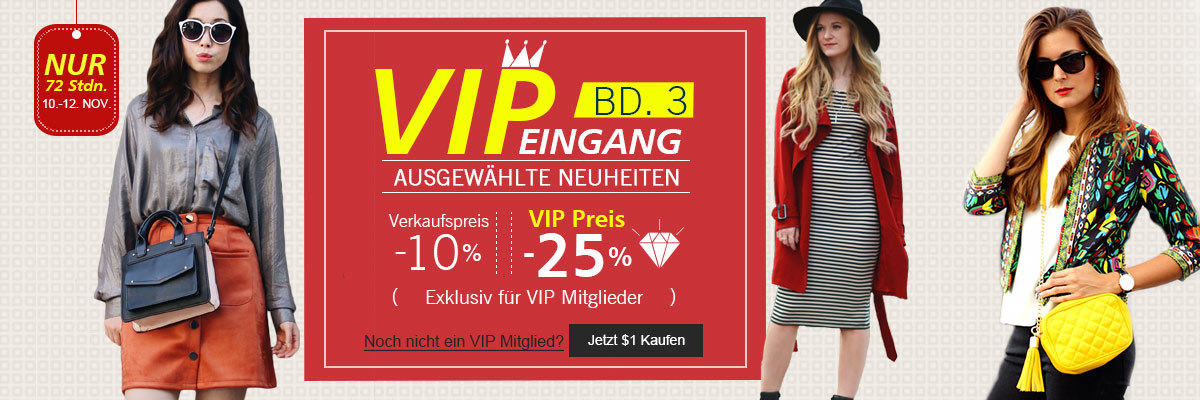 NUR
72 Stdn.
10.-12. NOV.
VIP BD. 3
EINGANG
AUSGEWÄHLTE NEUHEITEN
Verkaufspreis
-10%
VIP Preis
-25%
( Exklusiv für VIP Mitglieder )
Noch nicht ein VIP Mitglied? Jetzt $1 Kaufen